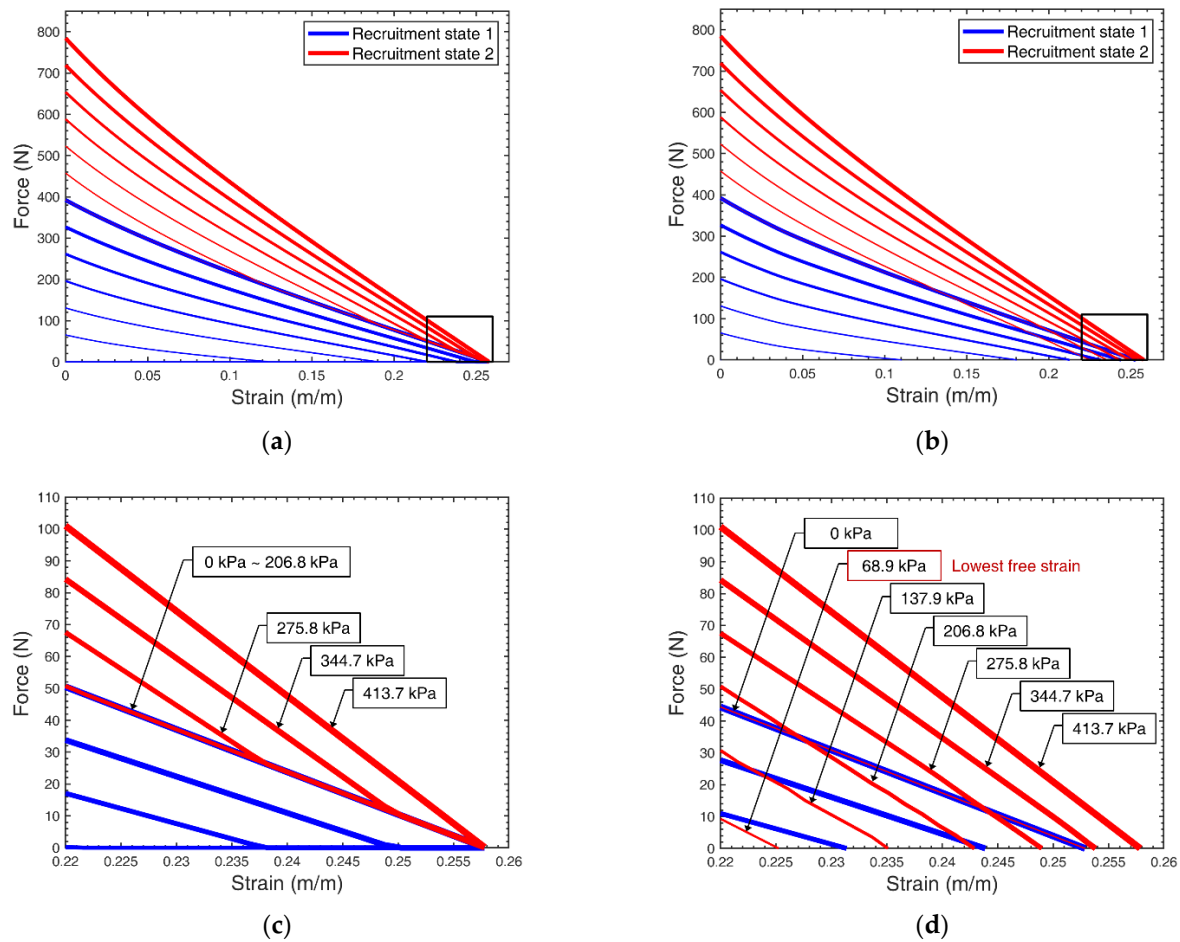 Recruitment state 1
Recruitment state 2
Force (N)
800
700
600
500
400
300
200
100
0
0 0.05 0.1 0.15 0.2 0.25
Strain (m/m)
(a)
Recruitment state 1
Recruitment state 2
Force (N)
800
700
600
500
400
300
200
100
0
0 0.05 0.1 0.15 0.2 0.25
Strain (m/m)
(b)
Force (N)
110
100
90
80
70
60
50
40
30
20
10
0
0 kPa ~ 206.8 kPa
275.8 kPa
344.7 kPa
413.7 kPa
0.22 0.225 0.23 0.235 0.24 0.245 0.25 0.255 0.26
Strain (m/m)
(c)
Force (N)
110
100
90
80
70
60
50
40
30
20
10
0
0 kPa
68.9 kPa Lowest free strain
137.9 kPa
206.8 kPa
275.8 kPa
344.7 kPa
413.7 kPa
0.22 0.225 0.23 0.235 0.24 0.245 0.25 0.255 0.26
Strain (m/m)
(d)